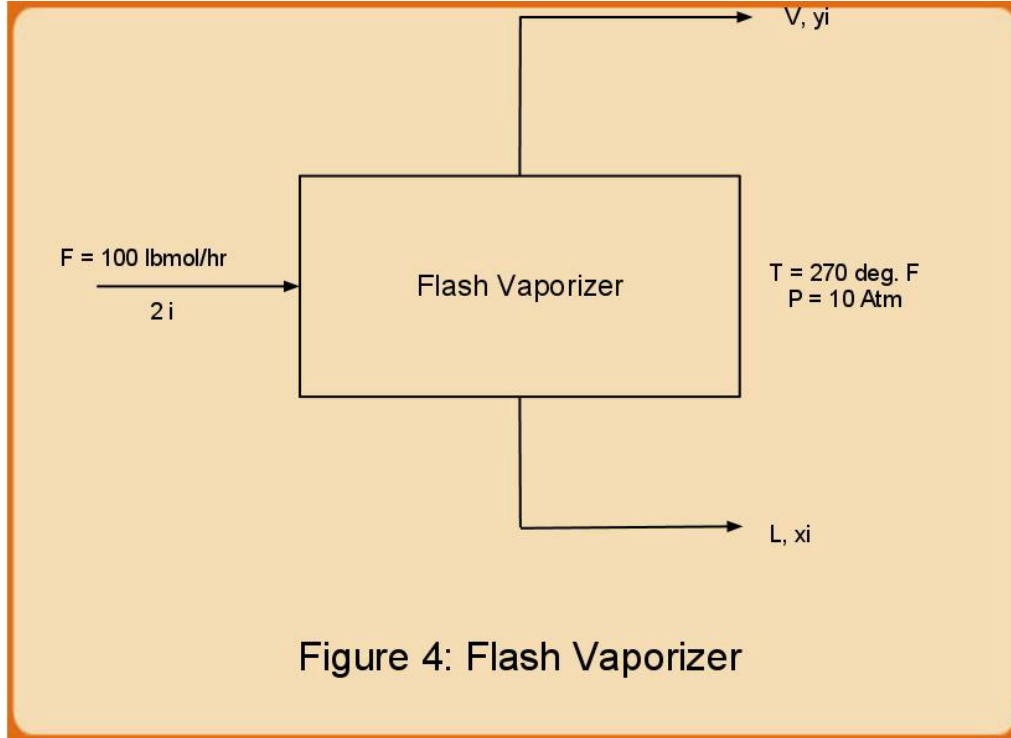 V, yi
F = 100 lbmol/hr
2 i
Flash Vaporizer
T = 270 deg. F
P = 10 Atm
L, xi
Figure 4: Flash Vaporizer